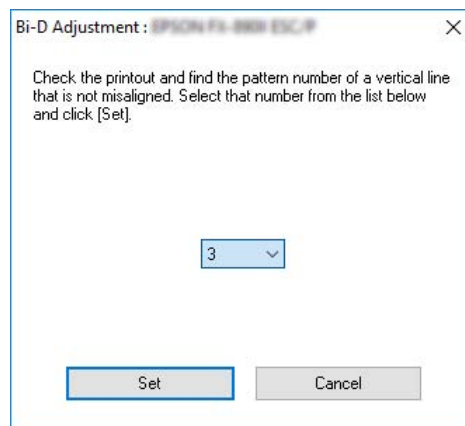 Bi-D Adjustment :
Check the printout and find the pattern number of a vertical line
that is not misaligned. Select that number from the list below
and click [Set].
3
Set Cancel